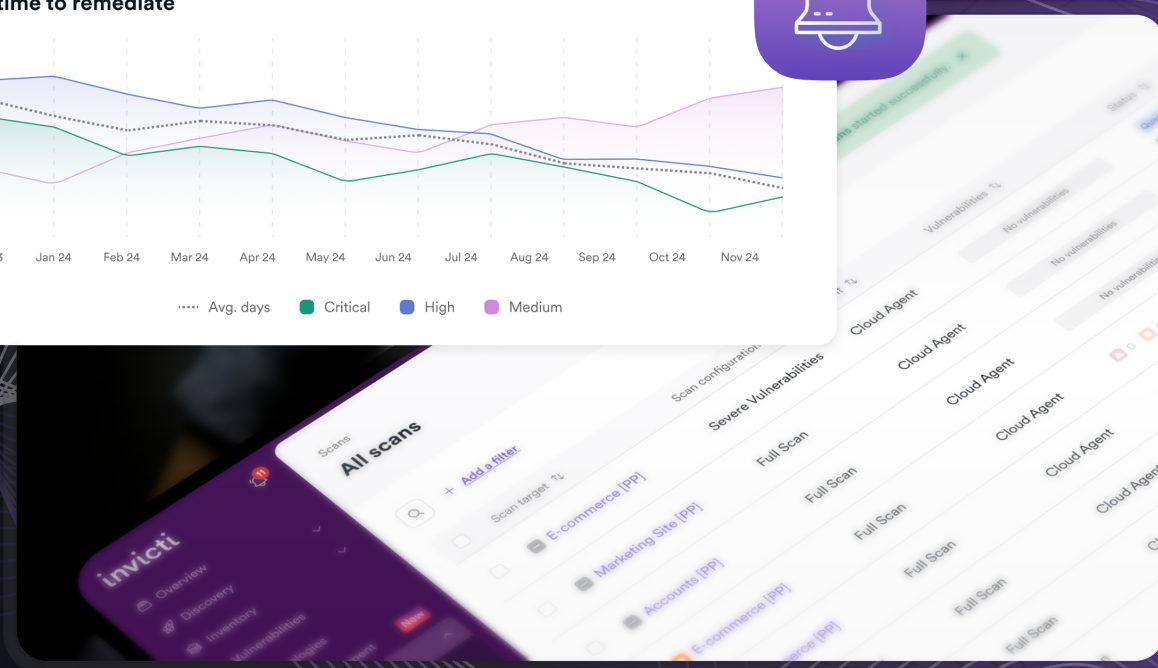 time to remediate
Jan 24
Feb 24
Mar 24
Apr 24
May 24
Jun 24
Jul 24
Aug 24
Sep 24
Oct 24
Nov 24
Avg. days
Critical
High
Medium
started successfully.
Status
Vulnerabilities
No vulnerabilities
No vulnerabilities
No vulnerabilities
Scans
All scans
Add a filter
Scan target
Scan configuration
E-commerce [PP]
Severe Vulnerabilities
Cloud Agent
Marketing Site [PP]
Full Scan
Cloud Agent
Accounts [PP]
Full Scan
Cloud Agent
E-commerce [PP]
Full Scan
Cloud Agent
Full Scan
Cloud Agent
Full Scan
Cloud Agent
Full Scan
11
invicti
Overview
Discovery
Inventory
Vulnerabilities
New